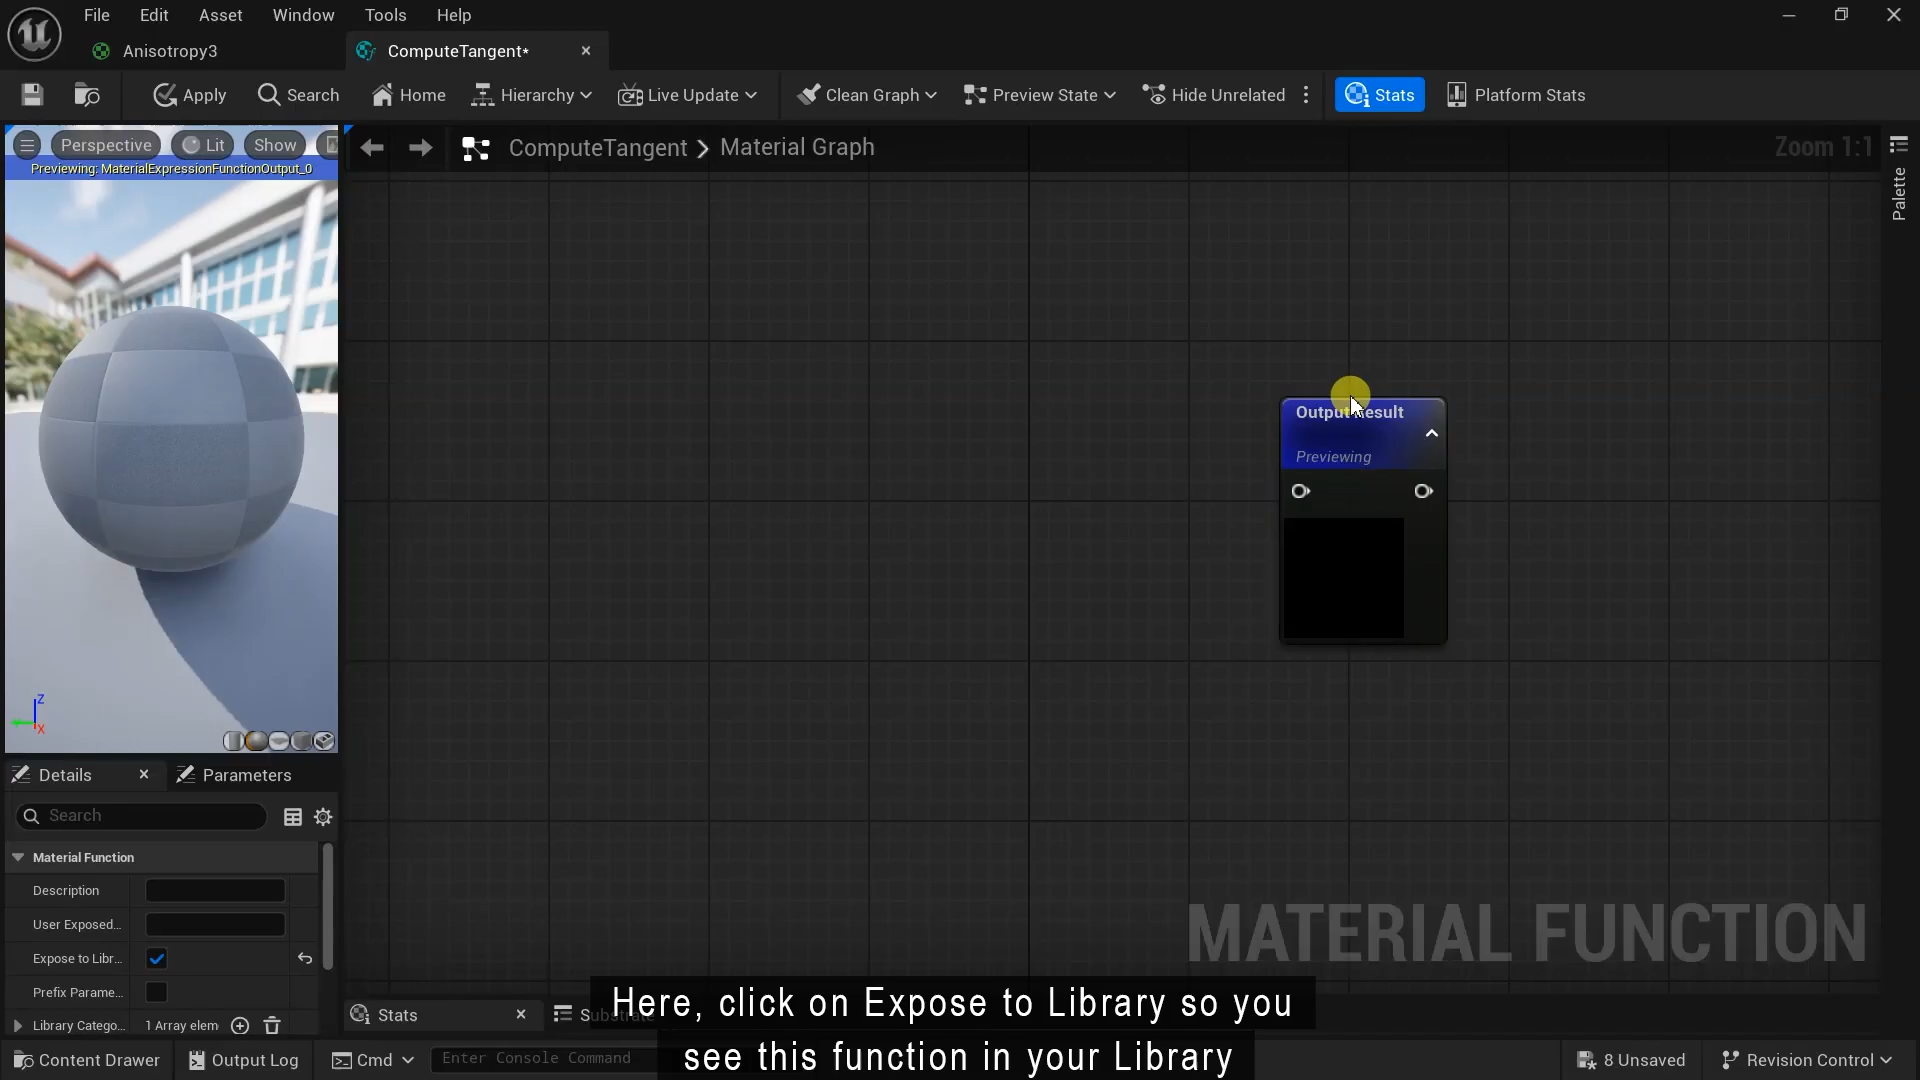 File Edit Asset Window Tools Help
Anisotropy3
ComputeTangent*
Apply Search Home Hierarchy Live Update Clean Graph Preview State Hide Unrelated Stats Platform Stats
Perspective Lit Show
Previewing: MaterialExpressionFunctionOutput_0
ComputeTangent Material Graph
Zoom 1:1
Palette
Output Result
Previewing
Z
X
Details Parameters
Search
Material Function
Description
User Exposed...
Expose to Libr...
Prefix Parame...
Library Catego... 1 Array elem
MATERIAL FUNCTION
Stats
Substrate
Here, click on Expose to Library so you
see this function in your Library
Content Drawer Output Log Cmd Enter Console Command 8 Unsaved Revision Control